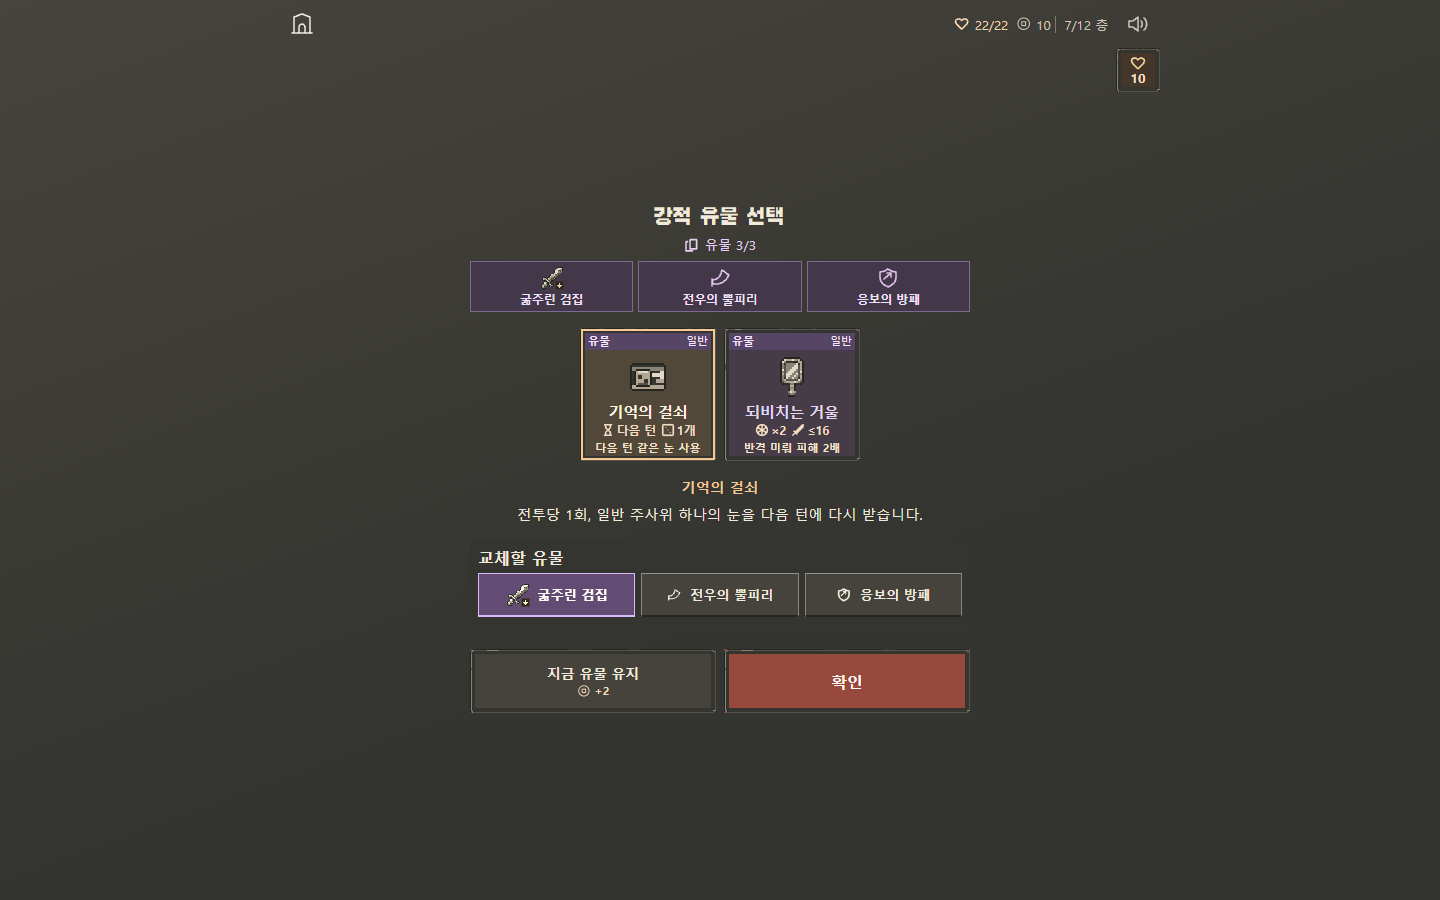 22/22 10 7/12 층
10
강적 유물 선택
유물 3/3
굶주린 검집 전우의 뿔피리 응보의 방패
유물 일반 유물 일반
기억의 걸쇠 되비치는 거울
다음 턴 1개 ×2 ≤16
다음 턴 같은 눈 사용 반격 미뤄 피해 2배
기억의 걸쇠
전투당 1회, 일반 주사위 하나의 눈을 다음 턴에 다시 받습니다.
교체할 유물
굶주린 검집 전우의 뿔피리 응보의 방패
지금 유물 유지 확인
+2